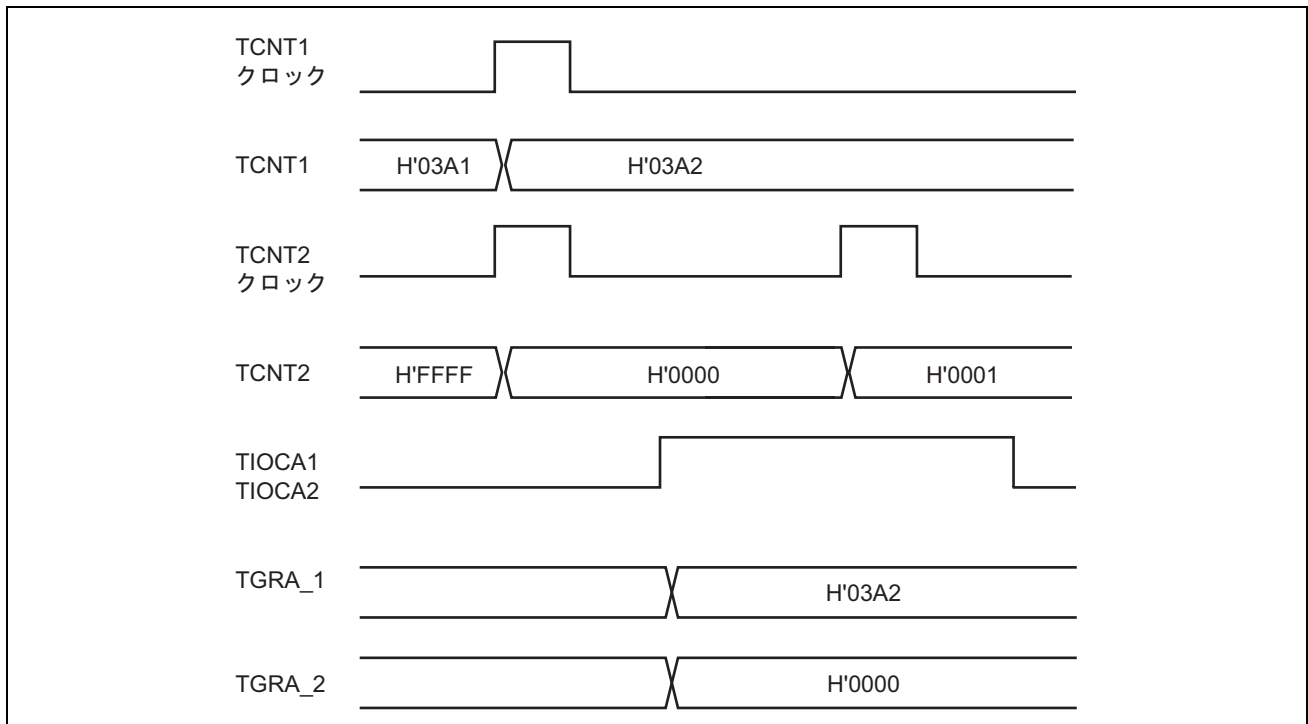 TCNT1
クロック
TCNT1
H'03A1
H'03A2
TCNT2
クロック
TCNT2
H'FFFF
H'0000
H'0001
TIOCA1
TIOCA2
TGRA_1
H'03A2
TGRA_2
H'0000